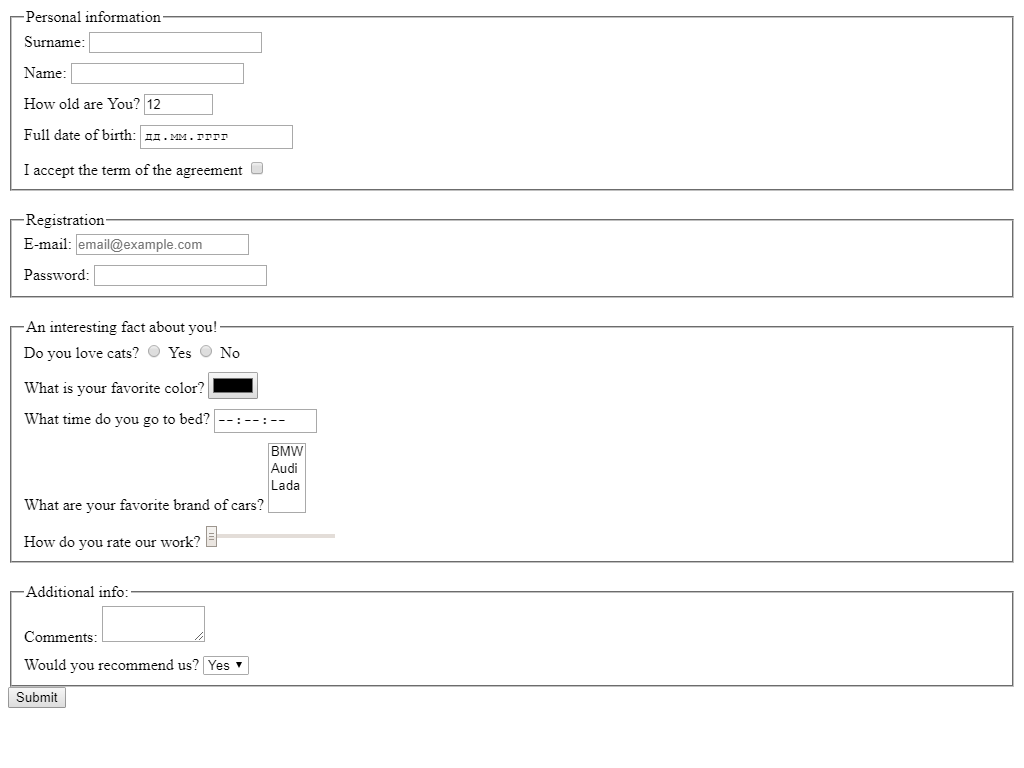 Personal information
Surname:
Name:
How old are You? 12
Full date of birth: дд.мм.гггг
I accept the term of the agreement
Registration
E-mail: email@example.com
Password:
An interesting fact about you!
Do you love cats? Yes No
What is your favorite color?
What time do you go to bed? --:--:--
BMW
Audi
Lada
What are your favorite brand of cars?
How do you rate our work?
Additional info:
Comments:
Would you recommend us? Yes
Submit